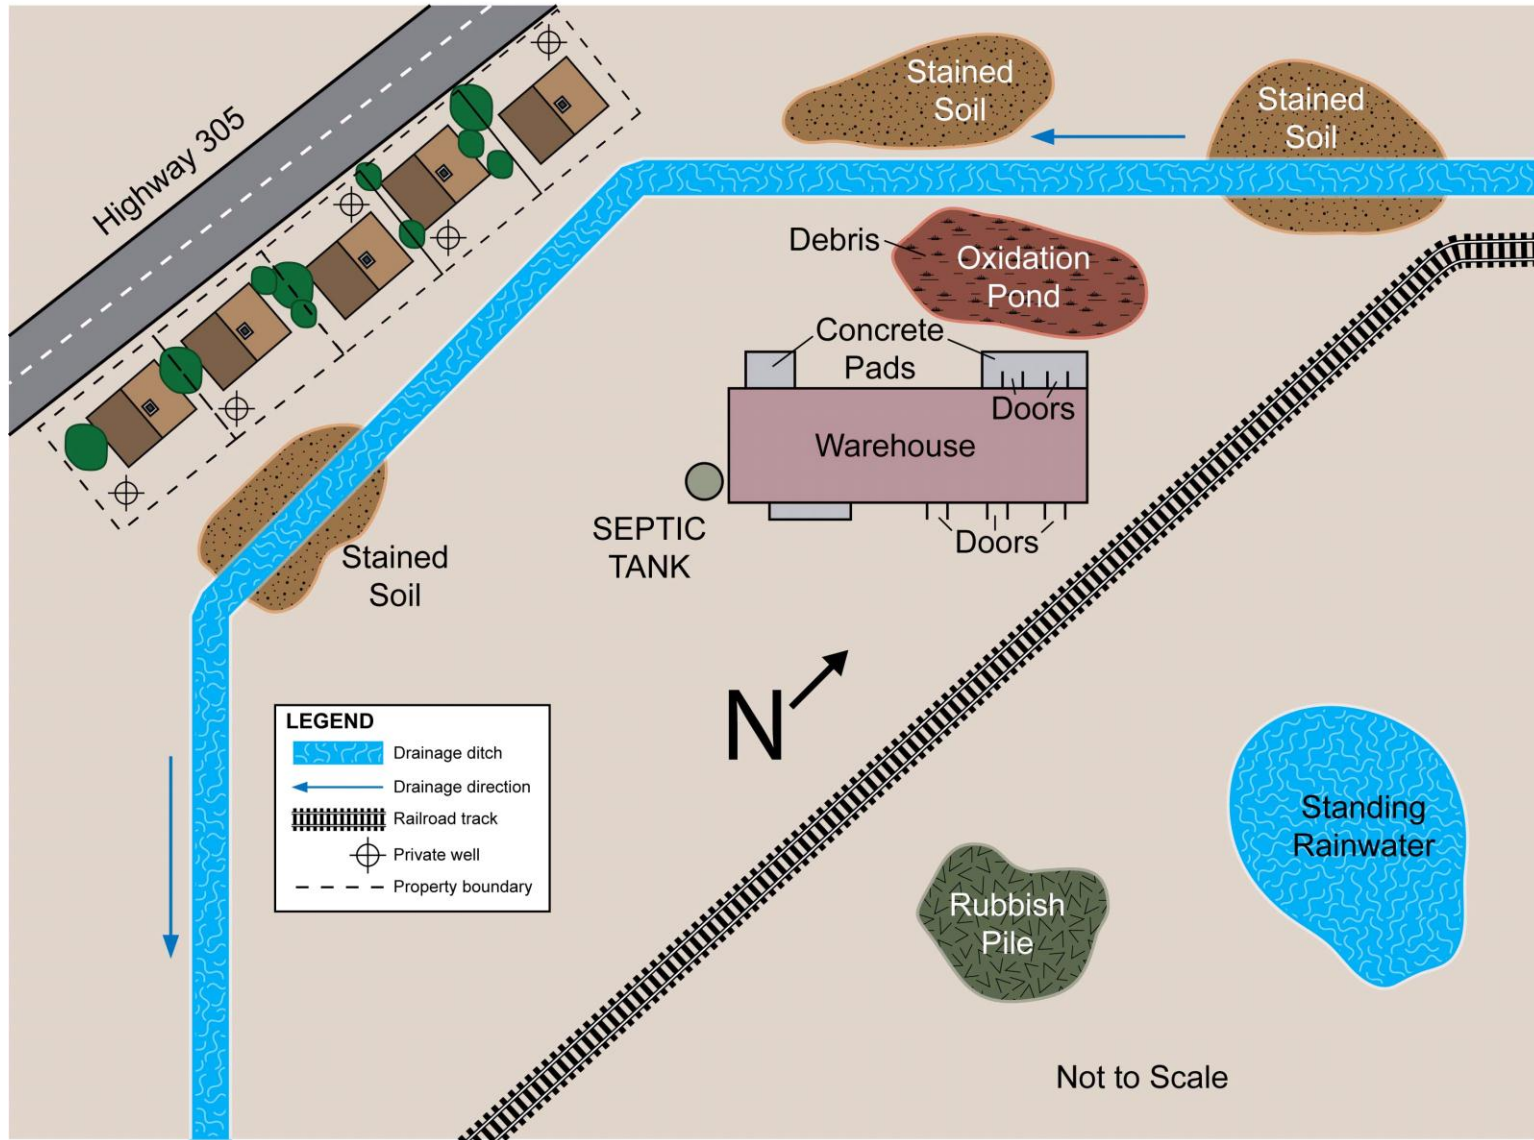 Highway 305
Stained
Soil
Stained
Soil
Debris
Oxidation
Pond
Concrete
Pads
Doors
Warehouse
SEPTIC
TANK
Doors
Stained
Soil
N
LEGEND
Drainage ditch
Drainage direction
Railroad track
Private well
Property boundary
Standing
Rainwater
Rubbish
Pile
Not to Scale